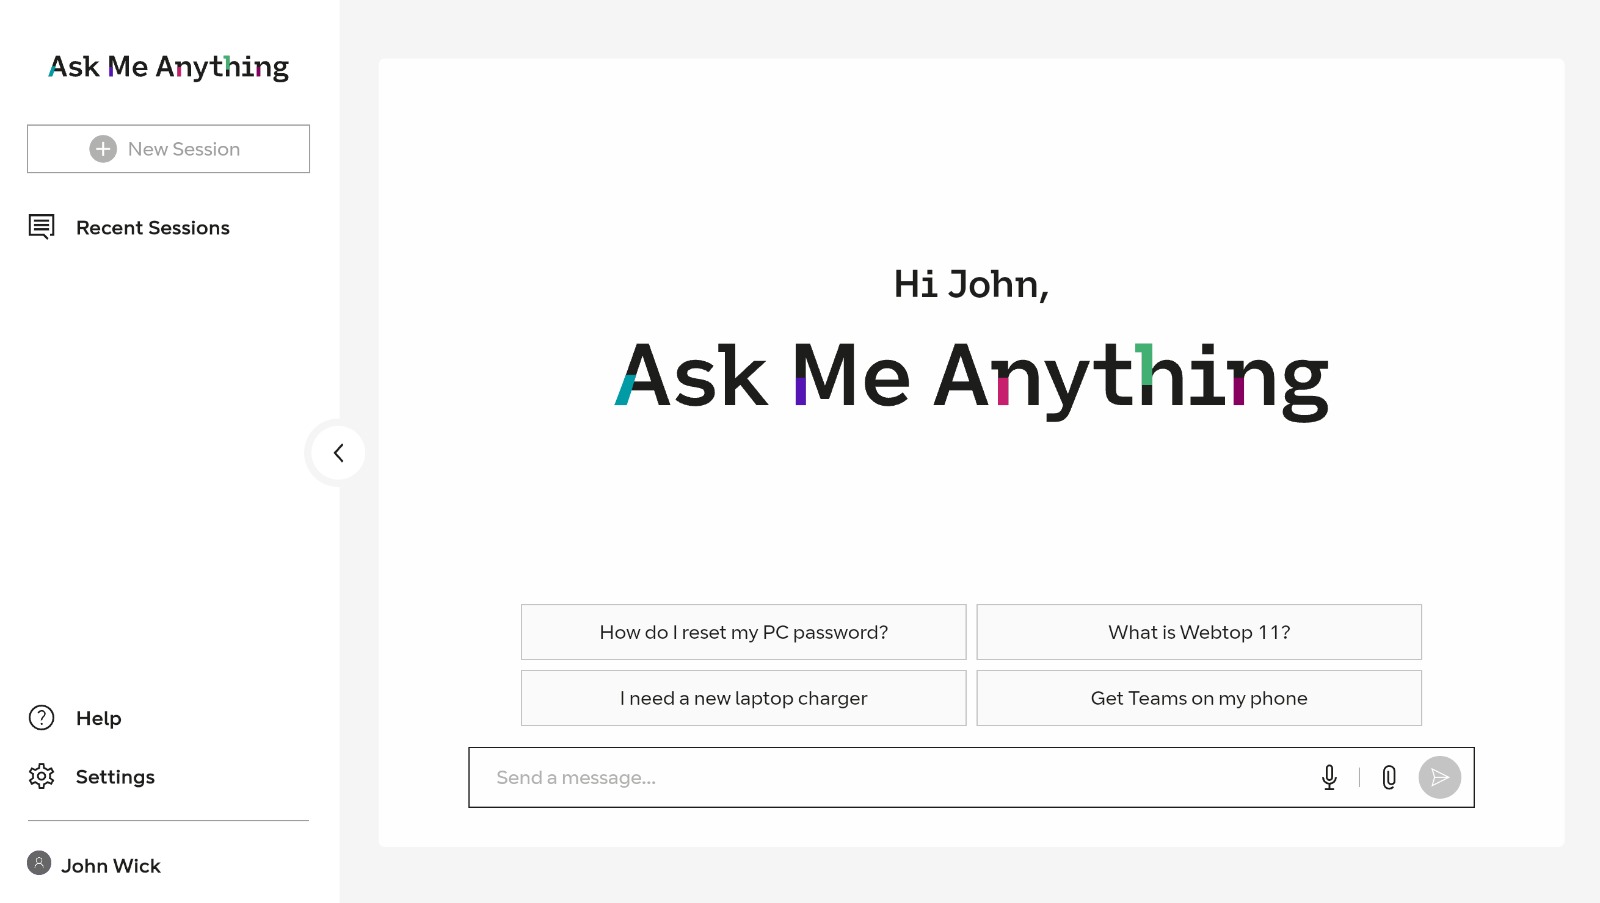 Ask Me Anything
New Session
Recent Sessions
Help
Settings
John Wick
Hi John,
Ask Me Anything
How do I reset my PC password?
What is Webtop 11?
I need a new laptop charger
Get Teams on my phone
Send a message...